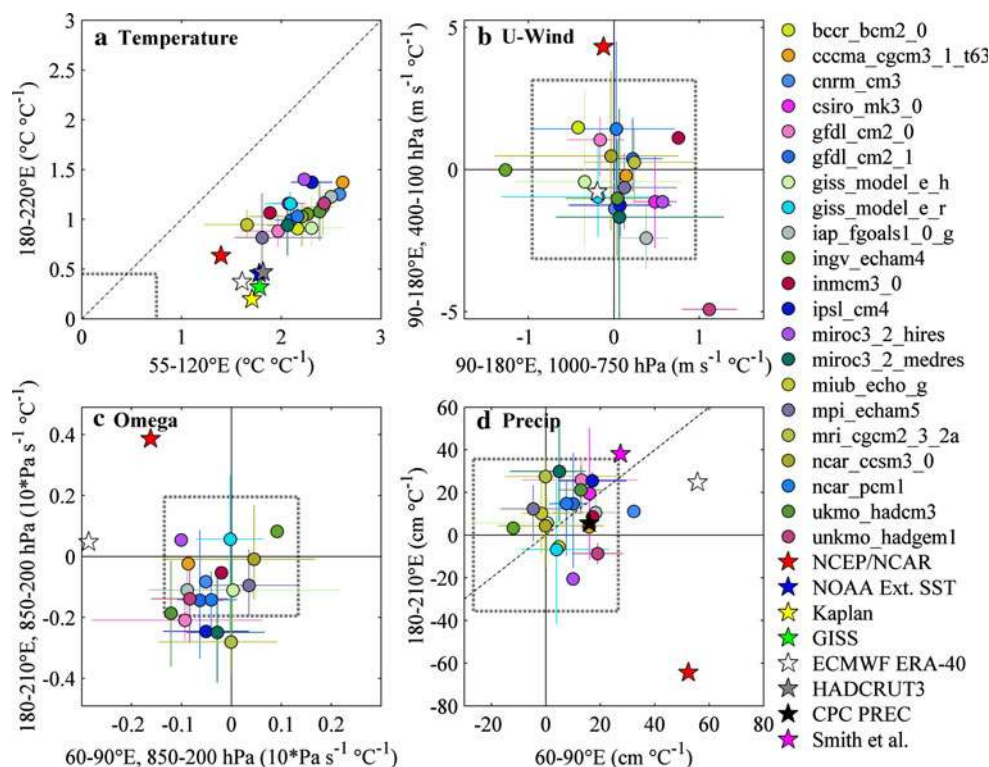 a Temperature
3
2.5
2
1.5
1
0.5
0
0
1
2
3
180-220°E (°C °C⁻¹)
55-120°E (°C °C⁻¹)
b U-Wind
5
0
-5
-1
0
1
90-180°E, 400-100 hPa (m s⁻¹ °C⁻¹)
90-180°E, 1000-750 hPa (m s⁻¹ °C⁻¹)
c Omega
0.4
0.2
0
-0.2
-0.4
-0.2
-0.1
0
0.1
0.2
180-210°E, 850-200 hPa (10*Pa s⁻¹ °C⁻¹)
60-90°E, 850-200 hPa (10*Pa s⁻¹ °C⁻¹)
d Precip
60
40
20
0
-20
-40
-60
-80
-20
0
20
40
60
80
180-210°E (cm °C⁻¹)
60-90°E (cm °C⁻¹)
bccr_bcm2_0
cccma_cgcm3_1_t63
cnrm_cm3
csiro_mk3_0
gfdl_cm2_0
gfdl_cm2_1
giss_model_e_h
giss_model_e_r
iap_fgoals1_0_g
ingv_echam4
inmcm3_0
ipsl_cm4
miroc3_2_hires
miroc3_2_medres
miub_echo_g
mpi_echam5
mri_cgcm2_3_2a
ncar_ccsm3_0
ncar_pcm1
ukmo_hadcm3
unkmo_hadgem1
NCEP/NCAR
NOAA Ext. SST
Kaplan
GISS
ECMWF ERA-40
HADCRUT3
CPC PREC
Smith et al.